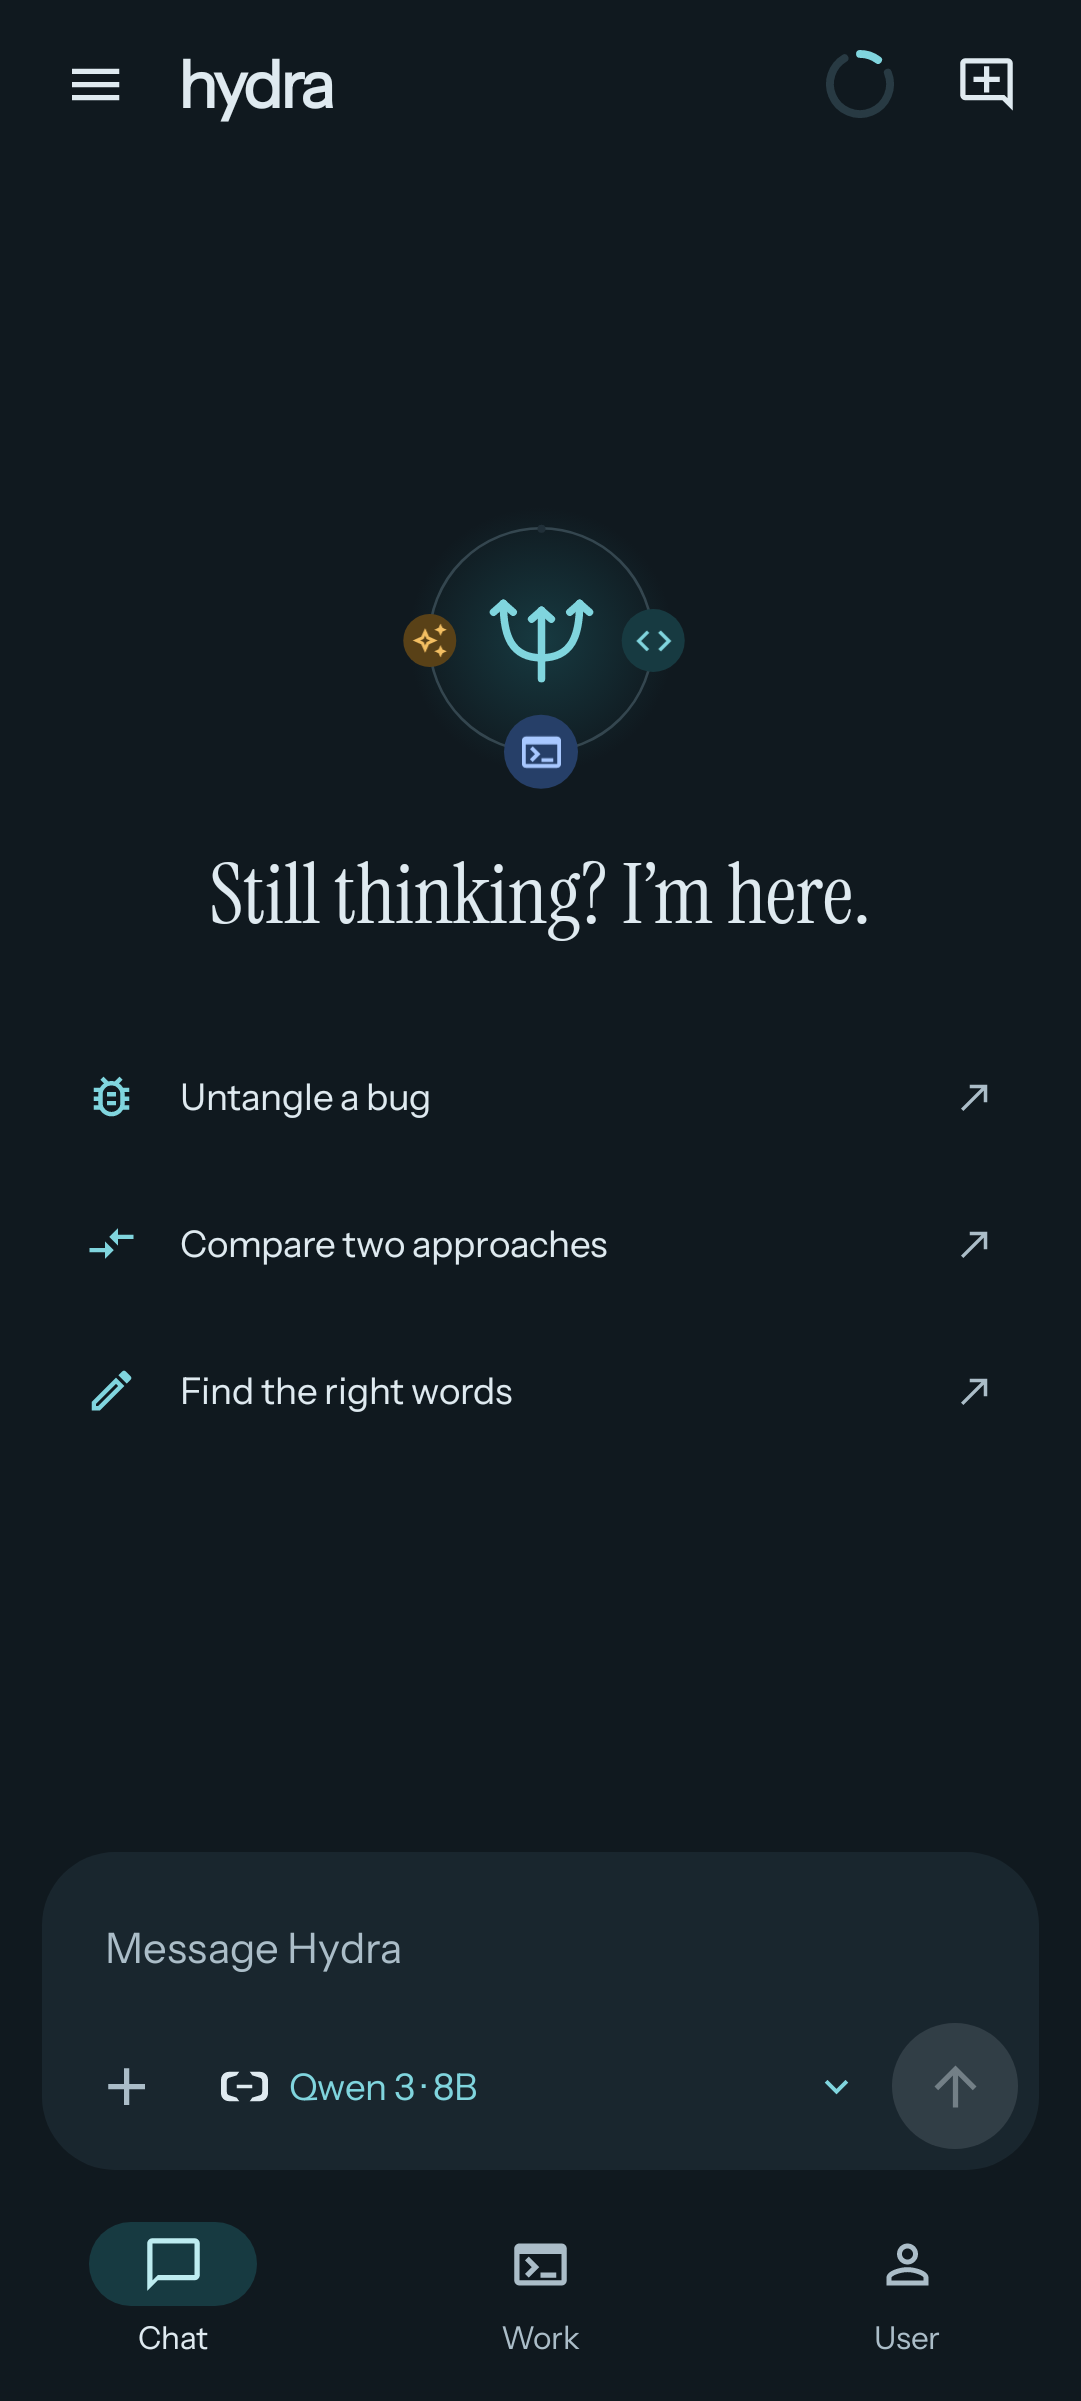 hydra
Still thinking? I’m here.
Untangle a bug
Compare two approaches
Find the right words
Message Hydra
Qwen 3 · 8B
Chat
Work
User